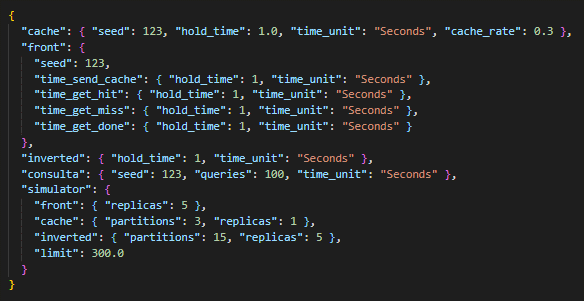 {
  "cache": { "seed": 123, "hold_time": 1.0, "time_unit": "Seconds", "cache_rate": 0.3 },
  "front": {
    "seed": 123,
    "time_send_cache": { "hold_time": 1, "time_unit": "Seconds" },
    "time_get_hit": { "hold_time": 1, "time_unit": "Seconds" },
    "time_get_miss": { "hold_time": 1, "time_unit": "Seconds" },
    "time_get_done": { "hold_time": 1, "time_unit": "Seconds" }
  },
  "inverted": { "hold_time": 1, "time_unit": "Seconds" },
  "consulta": { "seed": 123, "queries": 100, "time_unit": "Seconds" },
  "simulator": {
    "front": { "replicas": 5 },
    "cache": { "partitions": 3, "replicas": 1 },
    "inverted": { "partitions": 15, "replicas": 5 },
    "limit": 300.0
  }
}